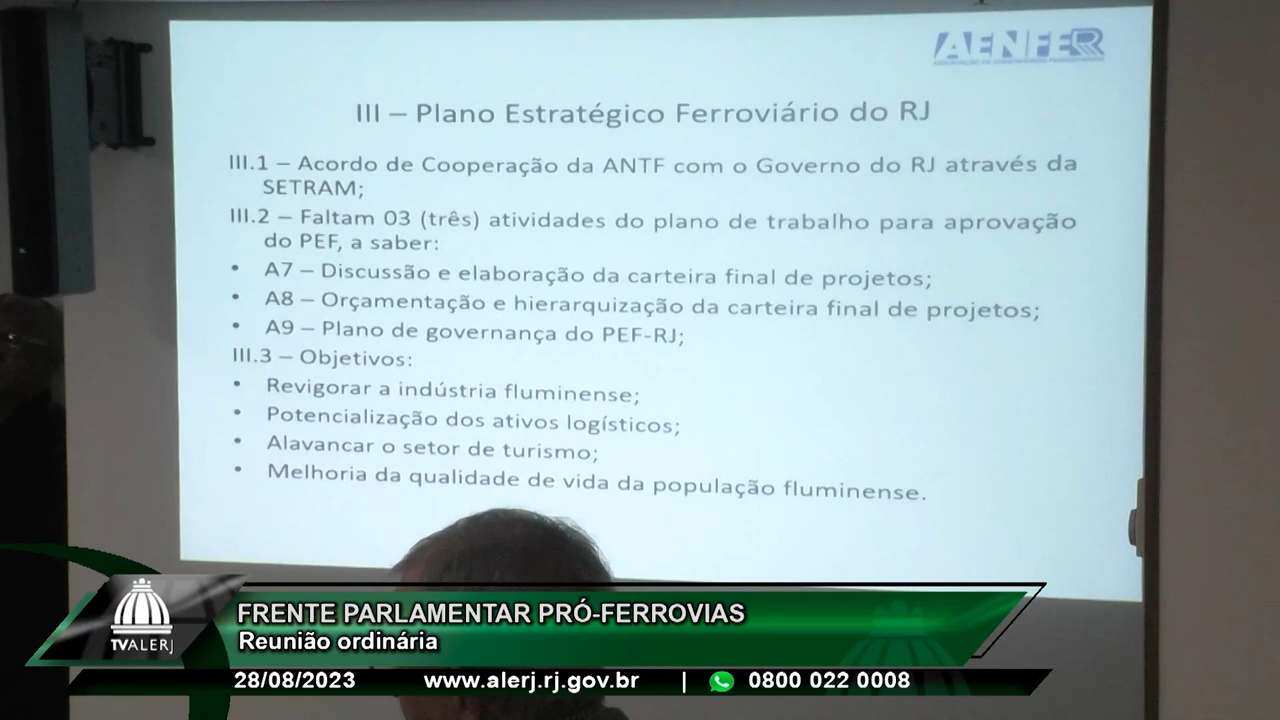 AENFER
III – Plano Estratégico Ferroviário do RJ
III.1 – Acordo de Cooperação da ANTF com o Governo do RJ através da
SETRAM;
III.2 – Faltam 03 (três) atividades do plano de trabalho para aprovação
do PEF, a saber:
• A7 – Discussão e elaboração da carteira final de projetos;
• A8 – Orçamentação e hierarquização da carteira final de projetos;
• A9 – Plano de governança do PEF-RJ;
III.3 – Objetivos:
• Revigorar a indústria fluminense;
• Potencialização dos ativos logísticos;
• Alavancar o setor de turismo;
• Melhoria da qualidade de vida da população fluminense.
FRENTE PARLAMENTAR PRÓ-FERROVIAS
Reunião ordinária
TVALERJ
28/08/2023 www.alerj.rj.gov.br | 0800 022 0008